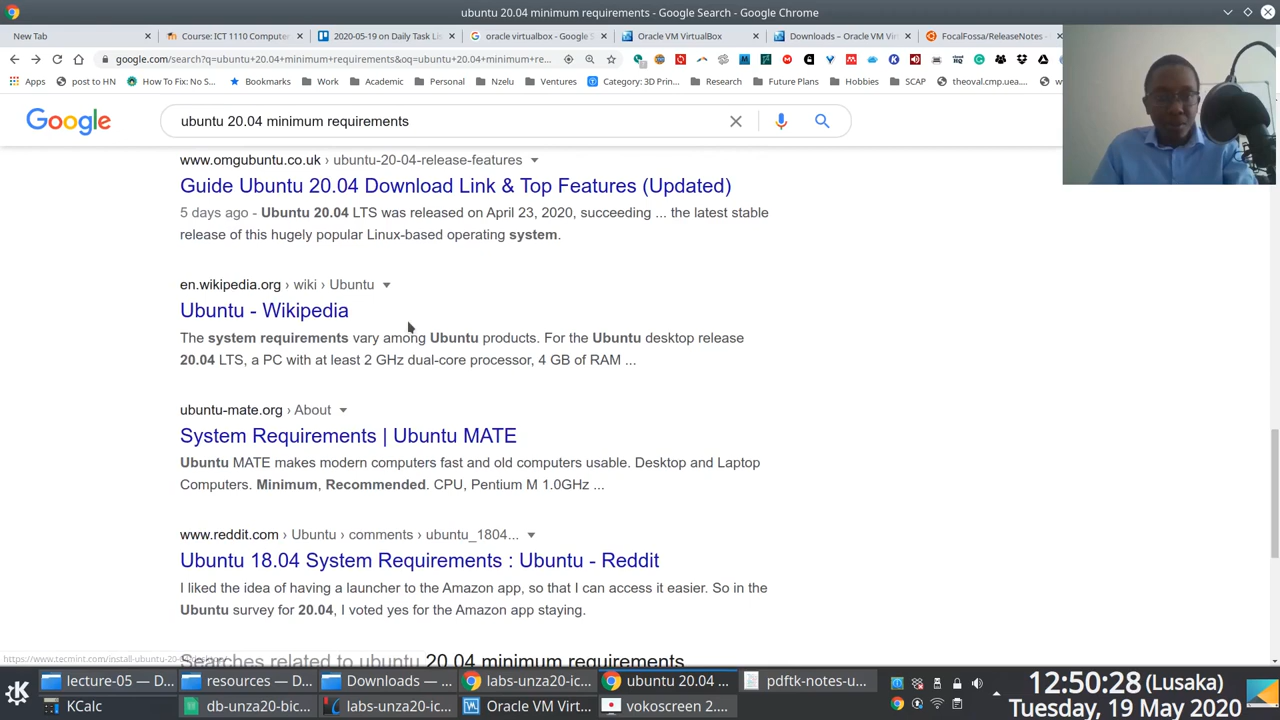 ubuntu 20.04 minimum requirements - Google Search - Google Chrome
New Tab
Course: ICT 1110 Compute
2020-05-19 on Daily Task Li
oracle virtualbox - Google S
Oracle VM VirtualBox
Downloads – Oracle VM Vir
FocalFossa/ReleaseNotes -
google.com/search?q=ubuntu+20.04+minimum+requirements&oq=ubuntu+20.04+minimum+re...
Apps
post to HN
How To Fix: No S...
Bookmarks
Work
Academic
Personal
Nzelu
Ventures
Category: 3D Prin...
Research
Future Plans
Hobbies
SCAP
theoval.cmp.uea....
Google
ubuntu 20.04 minimum requirements
www.omgubuntu.co.uk › ubuntu-20-04-release-features
Guide Ubuntu 20.04 Download Link & Top Features (Updated)
5 days ago - Ubuntu 20.04 LTS was released on April 23, 2020, succeeding ... the latest stable
release of this hugely popular Linux-based operating system.
en.wikipedia.org › wiki › Ubuntu
Ubuntu - Wikipedia
The system requirements vary among Ubuntu products. For the Ubuntu desktop release
20.04 LTS, a PC with at least 2 GHz dual-core processor, 4 GB of RAM ...
ubuntu-mate.org › About
System Requirements | Ubuntu MATE
Ubuntu MATE makes modern computers fast and old computers usable. Desktop and Laptop
Computers. Minimum, Recommended. CPU, Pentium M 1.0GHz ...
www.reddit.com › Ubuntu › comments › ubuntu_1804...
Ubuntu 18.04 System Requirements : Ubuntu - Reddit
I liked the idea of having a launcher to the Amazon app, so that I can access it easier. So in the
Ubuntu survey for 20.04, I voted yes for the Amazon app staying.
Searches related to ubuntu 20.04 minimum requirements
https://www.tecmint.com/install-ubuntu-20-04-desktop/
lecture-05 — D...
resources — D...
Downloads — ...
labs-unza20-ic...
ubuntu 20.04 ...
pdftk-notes-u...
KCalc
db-unza20-bic...
labs-unza20-ic...
Oracle VM Virt...
vokoscreen 2....
12:50:28 (Lusaka)
Tuesday, 19 May 2020